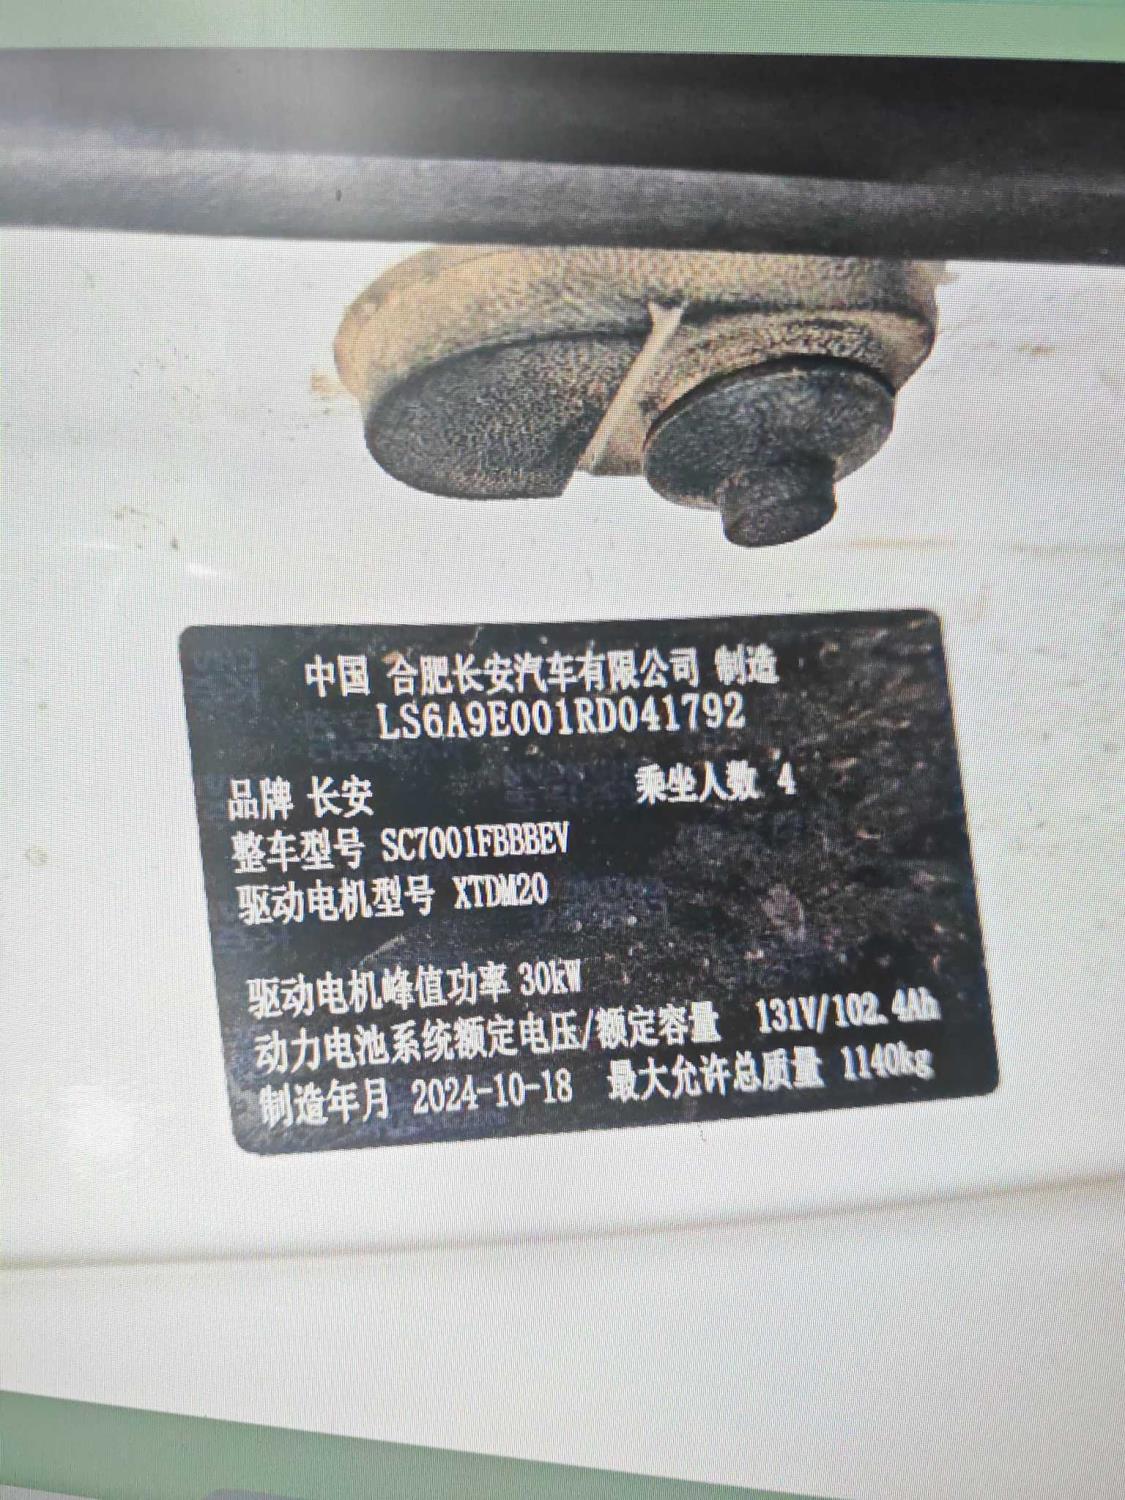 中国 合肥长安汽车有限公司 制造
LS6A9E001RD041792
品牌 长安 乘坐人数 4
整车型号 SC7001FBBBEV
驱动电机型号 XTDM20
驱动电机峰值功率 30kW
动力电池系统额定电压/额定容量 131V/102.4Ah
制造年月 2024-10-18 最大允许总质量 1140kg